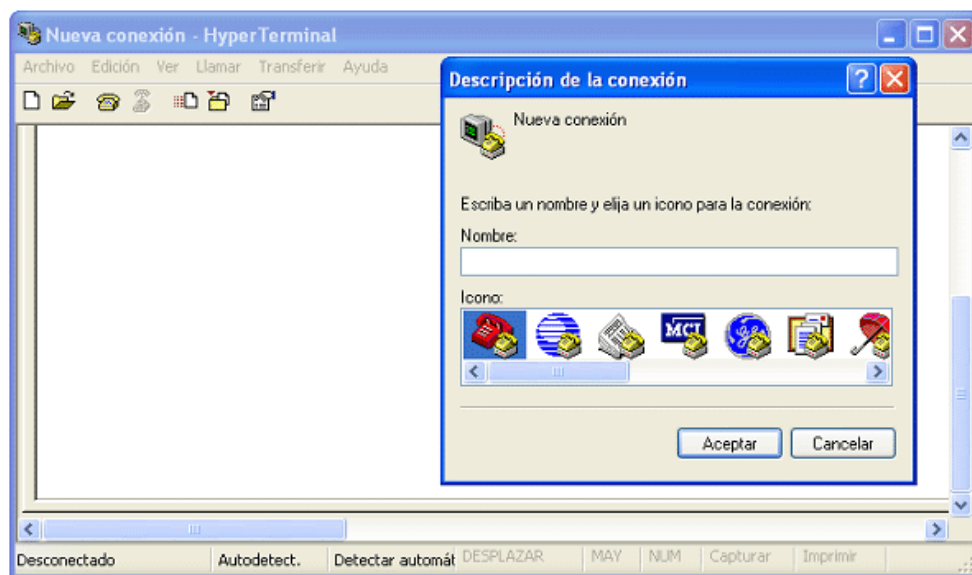 Nueva conexión - HyperTerminal
Archivo Edición Ver Llamar Transferir Ayuda
Descripción de la conexión
Nueva conexión
Escriba un nombre y elija un icono para la conexión:
Nombre:
Icono:
MCI
Aceptar Cancelar
Desconectado Autodetect. Detectar automát DESPLAZAR MAY NUM Capturar Imprimir